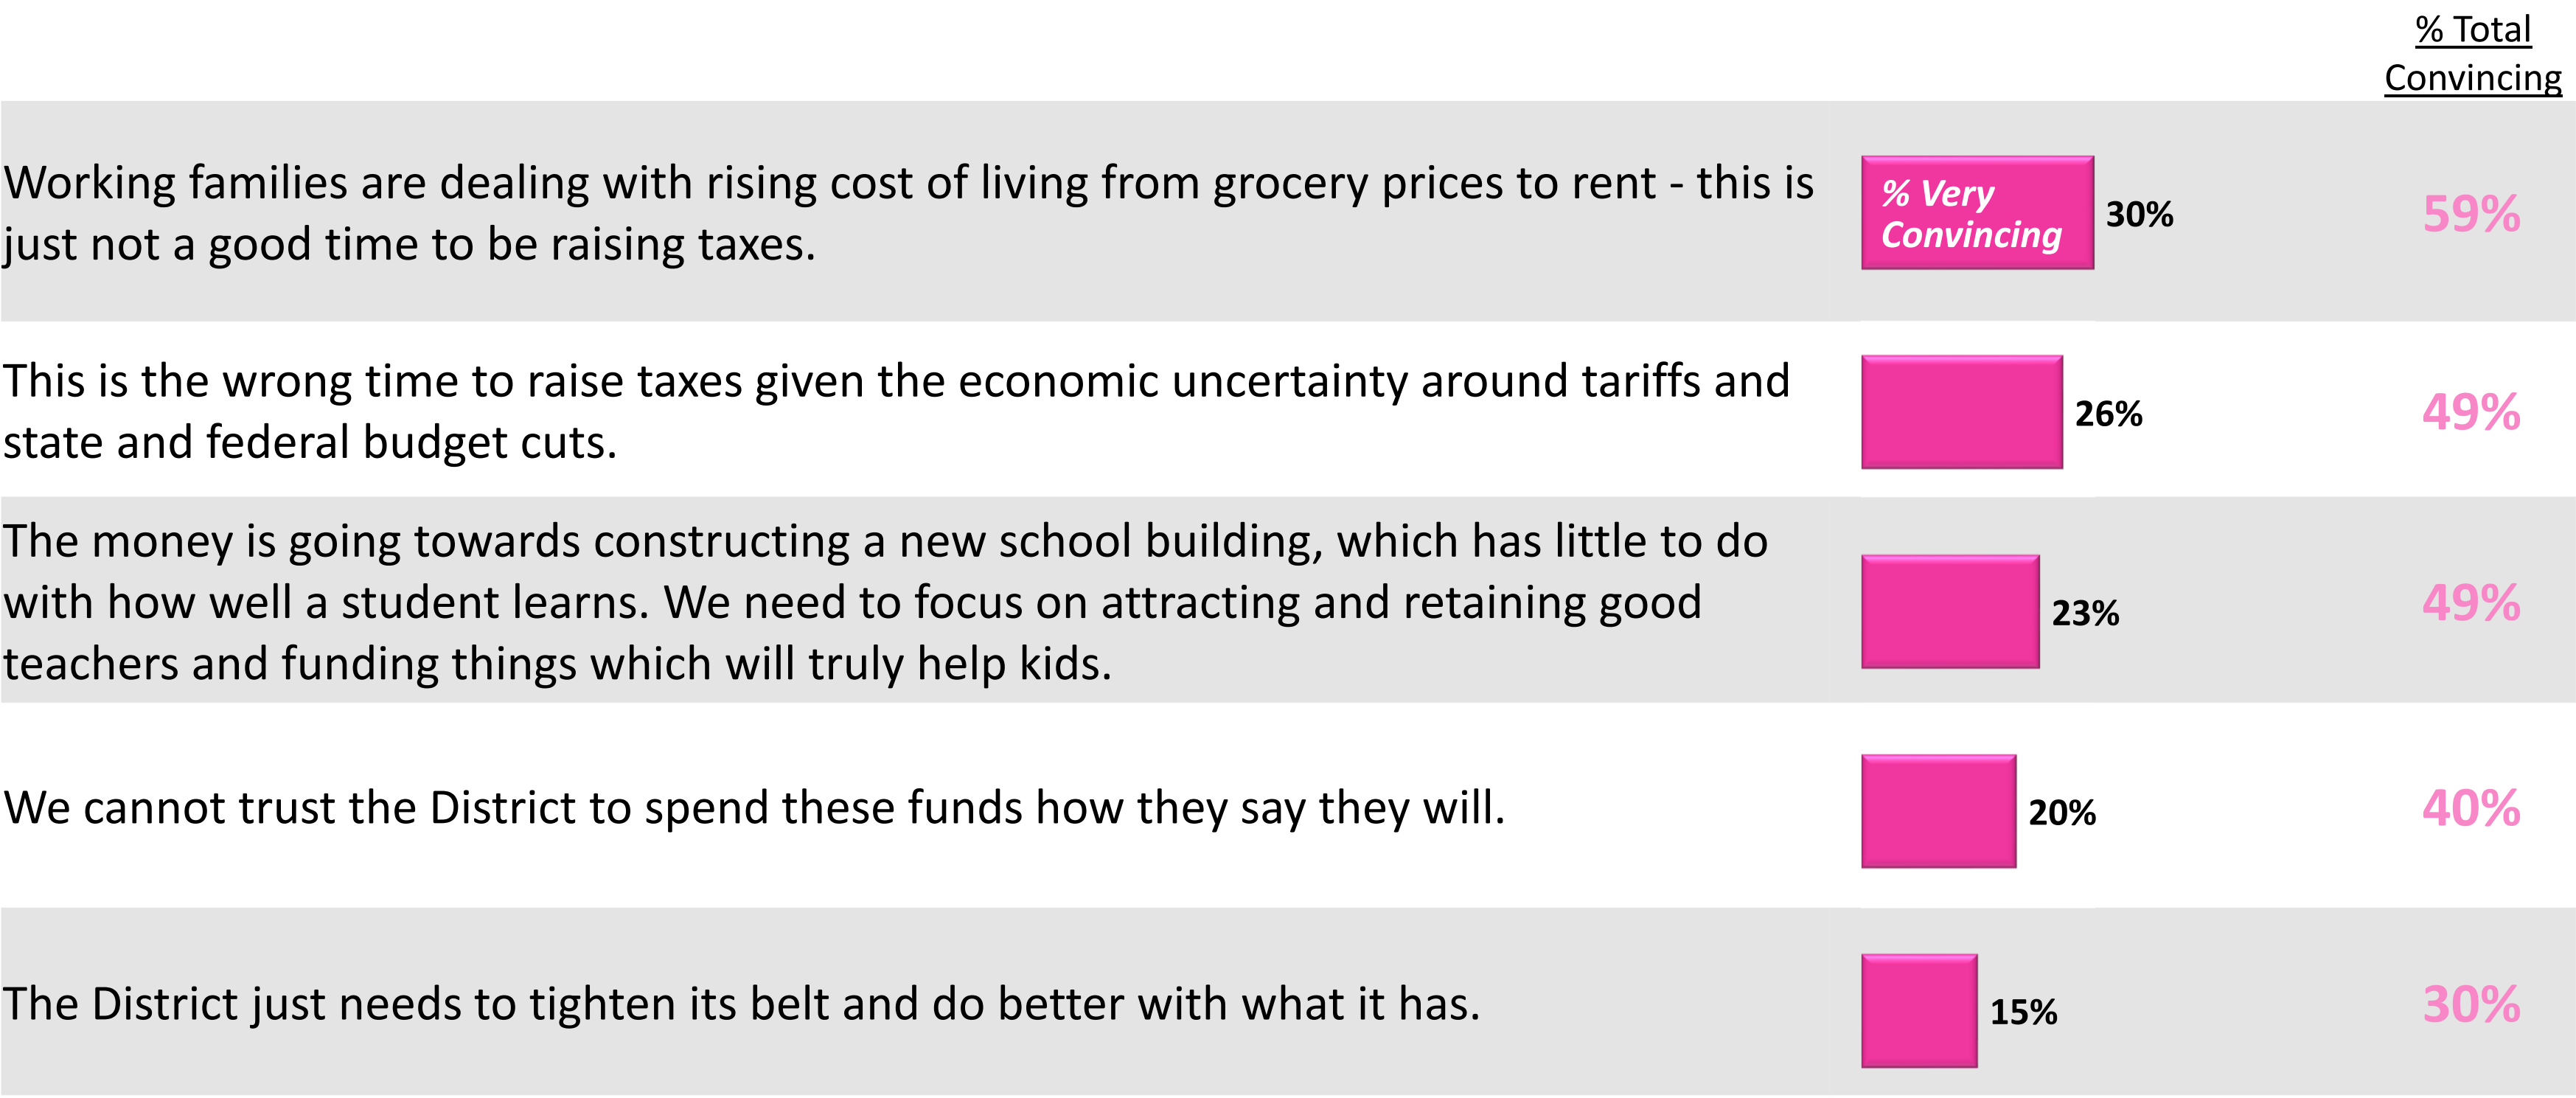 % Total
Convincing
Working families are dealing with rising cost of living from grocery prices to rent - this is
just not a good time to be raising taxes.
% Very
Convincing
30%
59%
This is the wrong time to raise taxes given the economic uncertainty around tariffs and
state and federal budget cuts.
26%
49%
The money is going towards constructing a new school building, which has little to do
with how well a student learns. We need to focus on attracting and retaining good
teachers and funding things which will truly help kids.
23%
49%
We cannot trust the District to spend these funds how they say they will.
20%
40%
The District just needs to tighten its belt and do better with what it has.
15%
30%